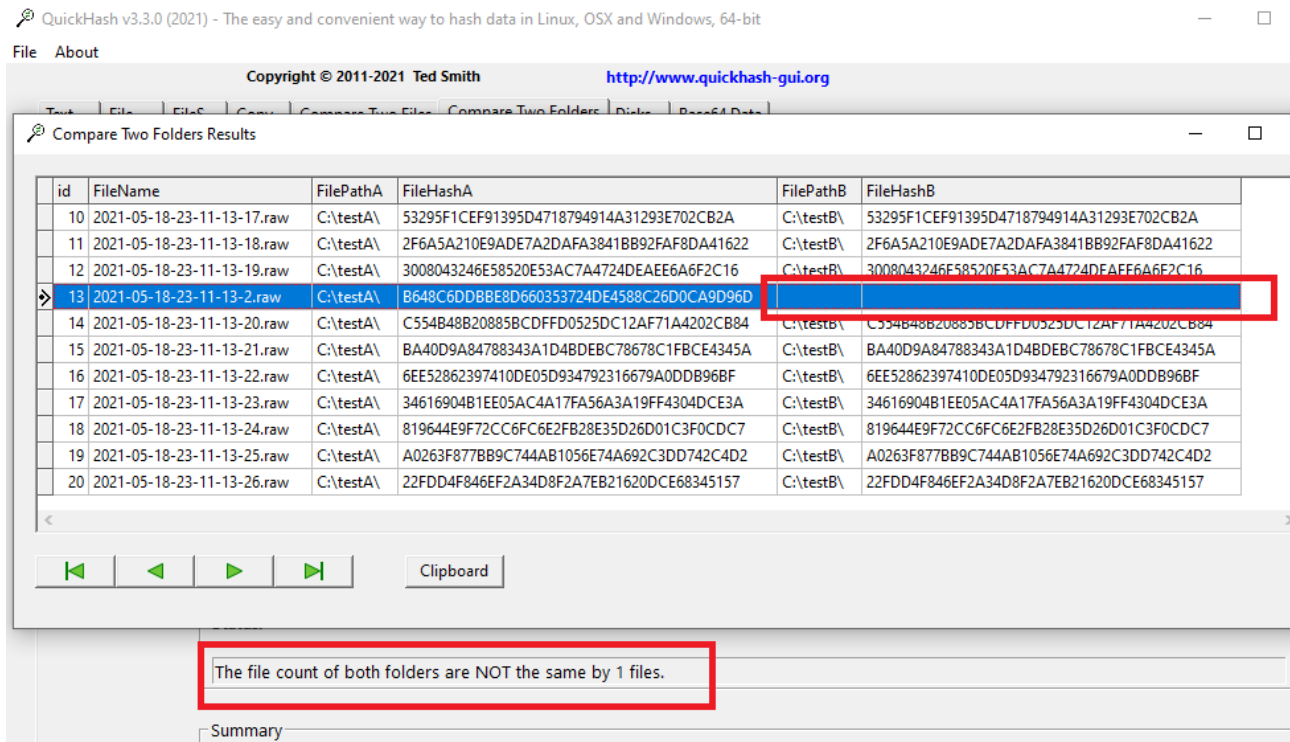 QuickHash v3.3.0 (2021) - The easy and convenient way to hash data in Linux, OSX and Windows, 64-bit
File About
Copyright © 2011-2021 Ted Smith http://www.quickhash-gui.org
Text File FileS Copy Compare Two Files Compare Two Folders Disks Base64 Data
Compare Two Folders Results
id FileName FilePathA FileHashA FilePathB FileHashB
10 2021-05-18-23-11-13-17.raw C:\testA\ 53295F1CEF91395D4718794914A31293E702CB2A C:\testB\ 53295F1CEF91395D4718794914A31293E702CB2A
11 2021-05-18-23-11-13-18.raw C:\testA\ 2F6A5A210E9ADE7A2DAFA3841BB92FAF8DA41622 C:\testB\ 2F6A5A210E9ADE7A2DAFA3841BB92FAF8DA41622
12 2021-05-18-23-11-13-19.raw C:\testA\ 3008043246E58520E53AC7A4724DEAEE6A6F2C16 C:\testB\ 3008043246E58520E53AC7A4724DEAEE6A6F2C16
13 2021-05-18-23-11-13-2.raw C:\testA\ B648C6DDBBE8D660353724DE4588C26D0CA9D96D
14 2021-05-18-23-11-13-20.raw C:\testA\ C554B48B20885BCDFFD0525DC12AF71A4202CB84 C:\testB\ C554B48B20885BCDFFD0525DC12AF71A4202CB84
15 2021-05-18-23-11-13-21.raw C:\testA\ BA40D9A84788343A1D4BDEBC78678C1FBCE4345A C:\testB\ BA40D9A84788343A1D4BDEBC78678C1FBCE4345A
16 2021-05-18-23-11-13-22.raw C:\testA\ 6EE52862397410DE05D934792316679A0DDB96BF C:\testB\ 6EE52862397410DE05D934792316679A0DDB96BF
17 2021-05-18-23-11-13-23.raw C:\testA\ 34616904B1EE05AC4A17FA56A3A19FF4304DCE3A C:\testB\ 34616904B1EE05AC4A17FA56A3A19FF4304DCE3A
18 2021-05-18-23-11-13-24.raw C:\testA\ 819644E9F72CC6FC6E2FB28E35D26D01C3F0CDC7 C:\testB\ 819644E9F72CC6FC6E2FB28E35D26D01C3F0CDC7
19 2021-05-18-23-11-13-25.raw C:\testA\ A0263F877BB9C744AB1056E74A692C3DD742C4D2 C:\testB\ A0263F877BB9C744AB1056E74A692C3DD742C4D2
20 2021-05-18-23-11-13-26.raw C:\testA\ 22FDD4F846EF2A34D8F2A7EB21620DCE68345157 C:\testB\ 22FDD4F846EF2A34D8F2A7EB21620DCE68345157
Clipboard
The file count of both folders are NOT the same by 1 files.
Summary